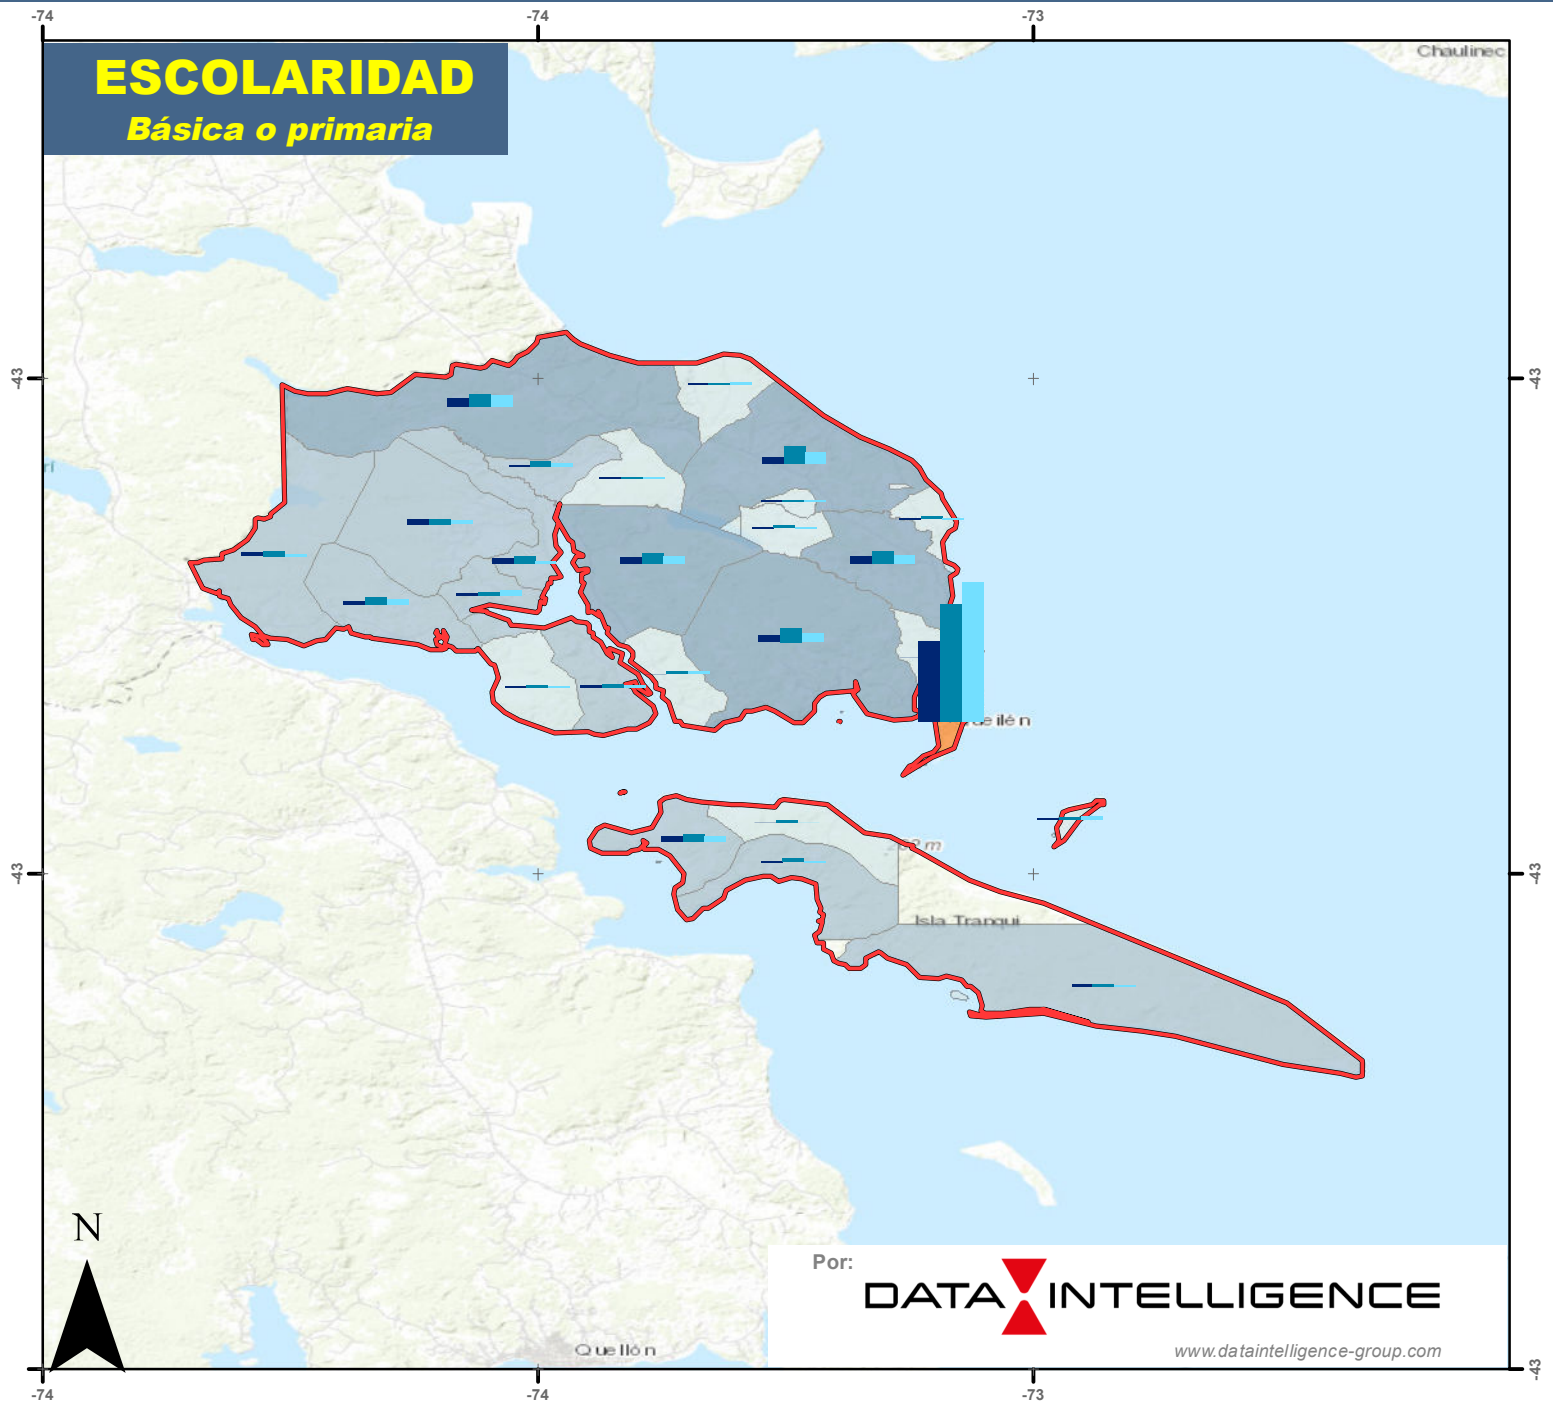 -74
-74
-73
ESCOLARIDAD
Básica o primaria
Chaulinec
-43
-43
-43
-43
Isla Tranqui
N
Por:
DATA INTELLIGENCE
www.dataintelligence-group.com
Quellón
-43
-74
-74
-73